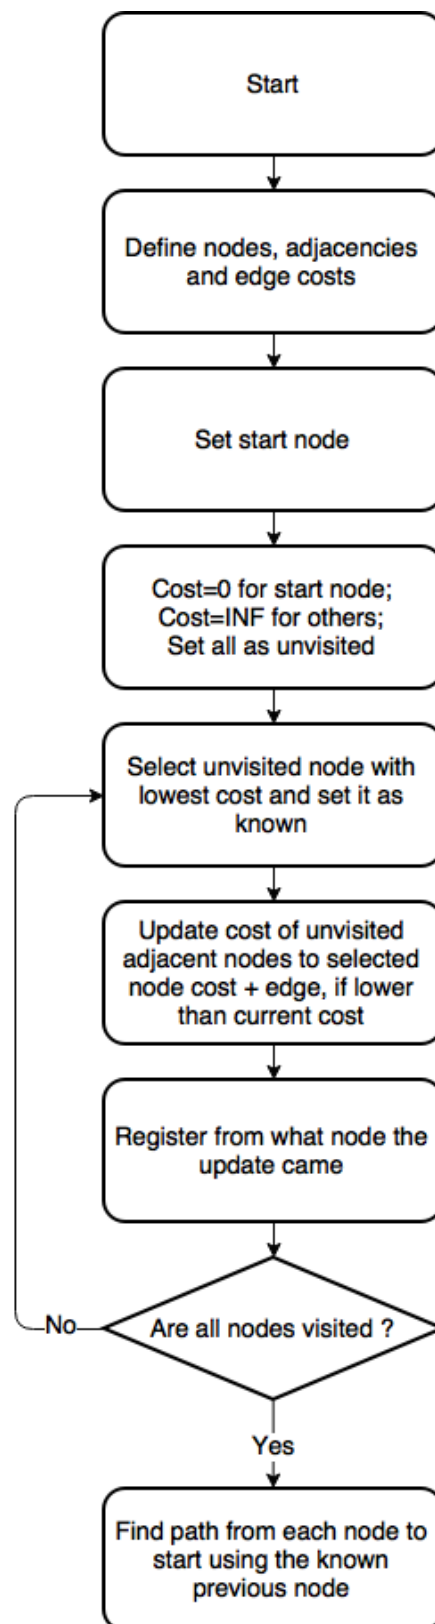 Start
Define nodes, adjacencies
and edge costs
Set start node
Cost=0 for start node;
Cost=INF for others;
Set all as unvisited
Select unvisited node with
lowest cost and set it as
known
Update cost of unvisited
adjacent nodes to selected
node cost + edge, if lower
than current cost
Register from what node the
update came
Are all nodes visited ?
No
Yes
Find path from each node to
start using the known
previous node